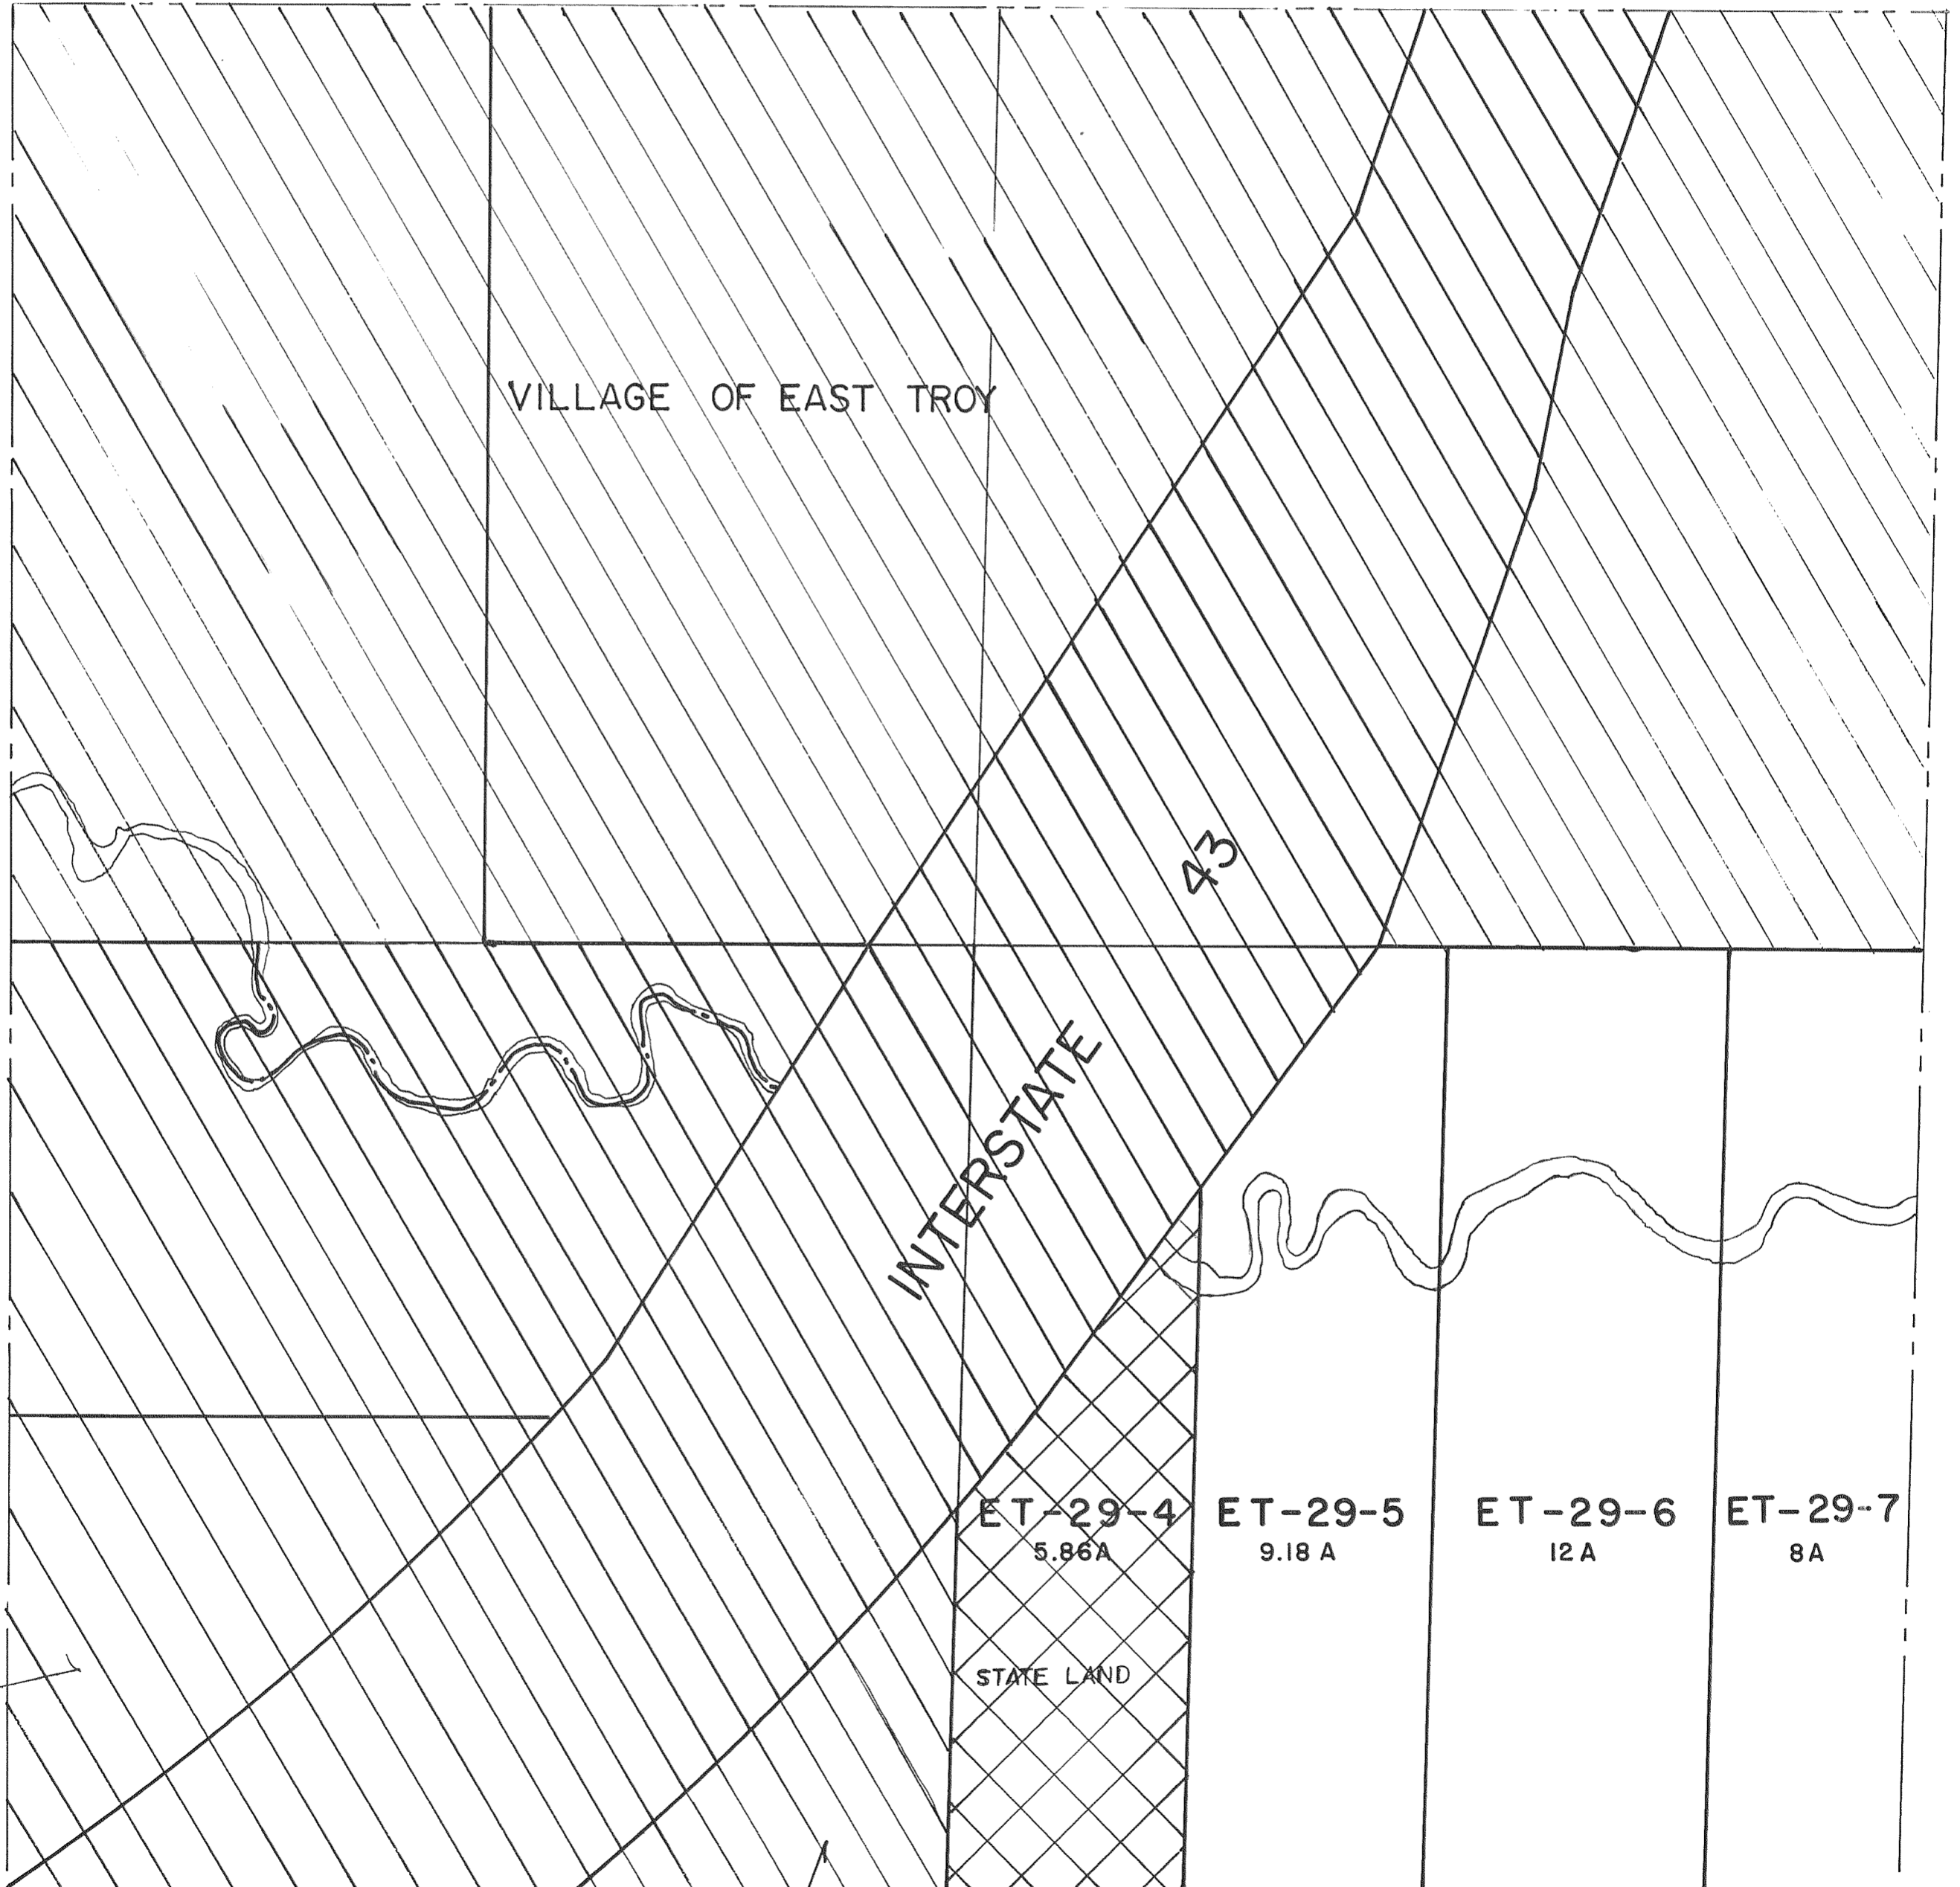 VILLAGE OF EAST TROY
43
INTERSTATE
ET-29-4
5.86A
ET-29-5
9.18 A
ET-29-6
12 A
ET-29-7
8 A
STATE LAND